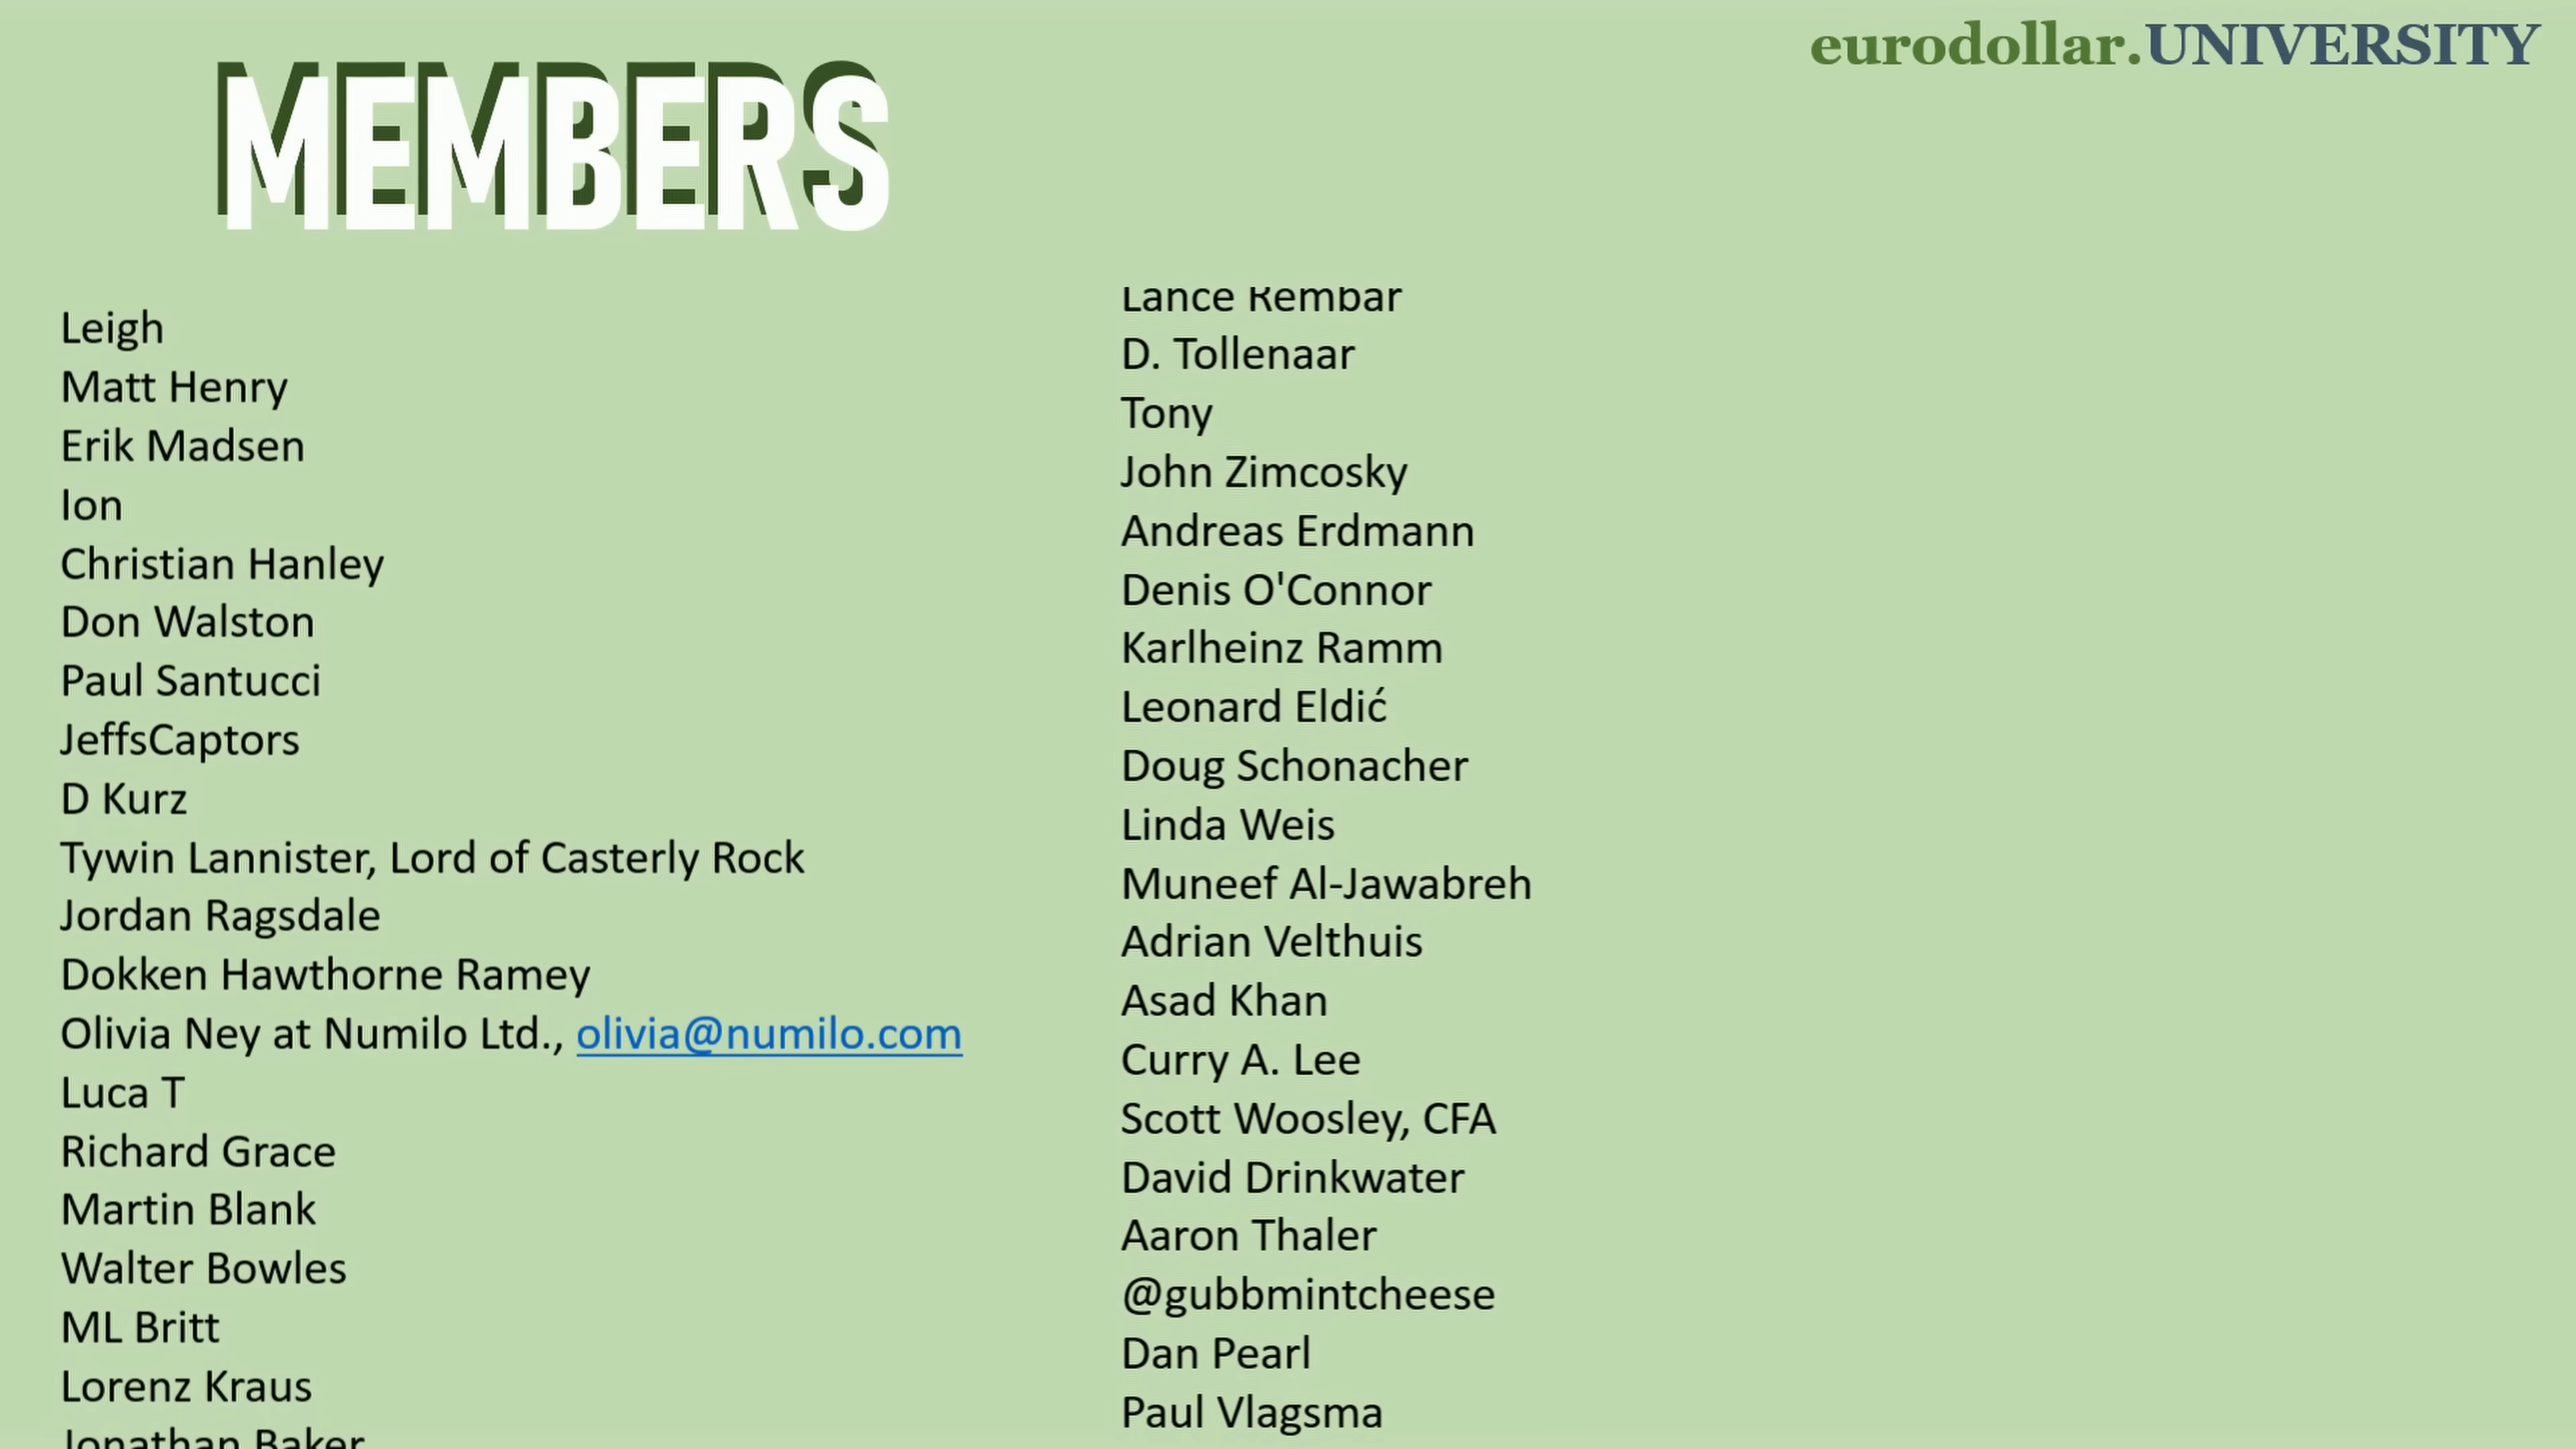 eurodollar.UNIVERSITY
MEMBERS
Leigh
Matt Henry
Erik Madsen
Ion
Christian Hanley
Don Walston
Paul Santucci
JeffsCaptors
D Kurz
Tywin Lannister, Lord of Casterly Rock
Jordan Ragsdale
Dokken Hawthorne Ramey
Olivia Ney at Numilo Ltd., olivia@numilo.com
Luca T
Richard Grace
Martin Blank
Walter Bowles
ML Britt
Lorenz Kraus
Jonathan Baker
Lance Rembar
D. Tollenaar
Tony
John Zimcosky
Andreas Erdmann
Denis O'Connor
Karlheinz Ramm
Leonard Eldić
Doug Schonacher
Linda Weis
Muneef Al-Jawabreh
Adrian Velthuis
Asad Khan
Curry A. Lee
Scott Woosley, CFA
David Drinkwater
Aaron Thaler
@gubbmintcheese
Dan Pearl
Paul Vlagsma